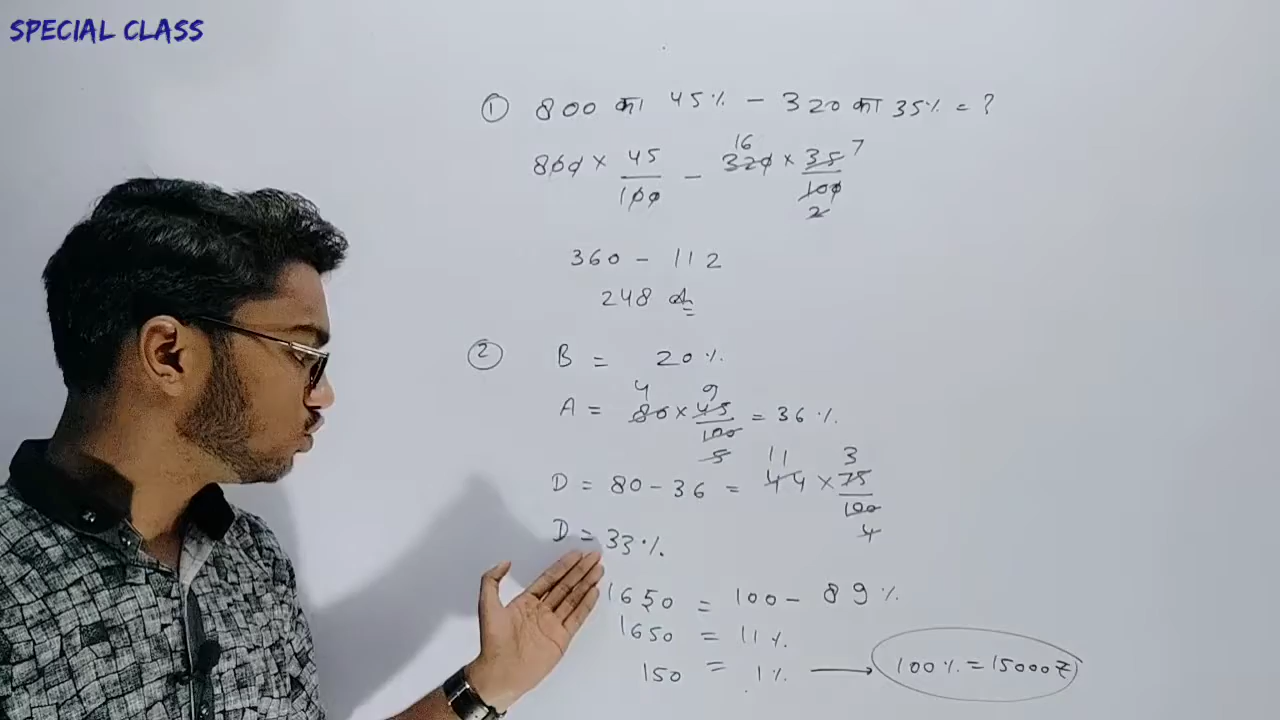 SPECIAL CLASS
① 800 का 45% - 320 का 35% = ?
16 7
800 × 45/100 - 320 × 35/100
2
360 - 112
248
② B = 20%
4 9
A = 80 × 45/100 = 36%
5
11 3
D = 80 - 36 = 44 × 75/100
4
D = 33%
1650 = 100 - 89%
1650 = 11%
150 = 1% → 100% = 15000₹